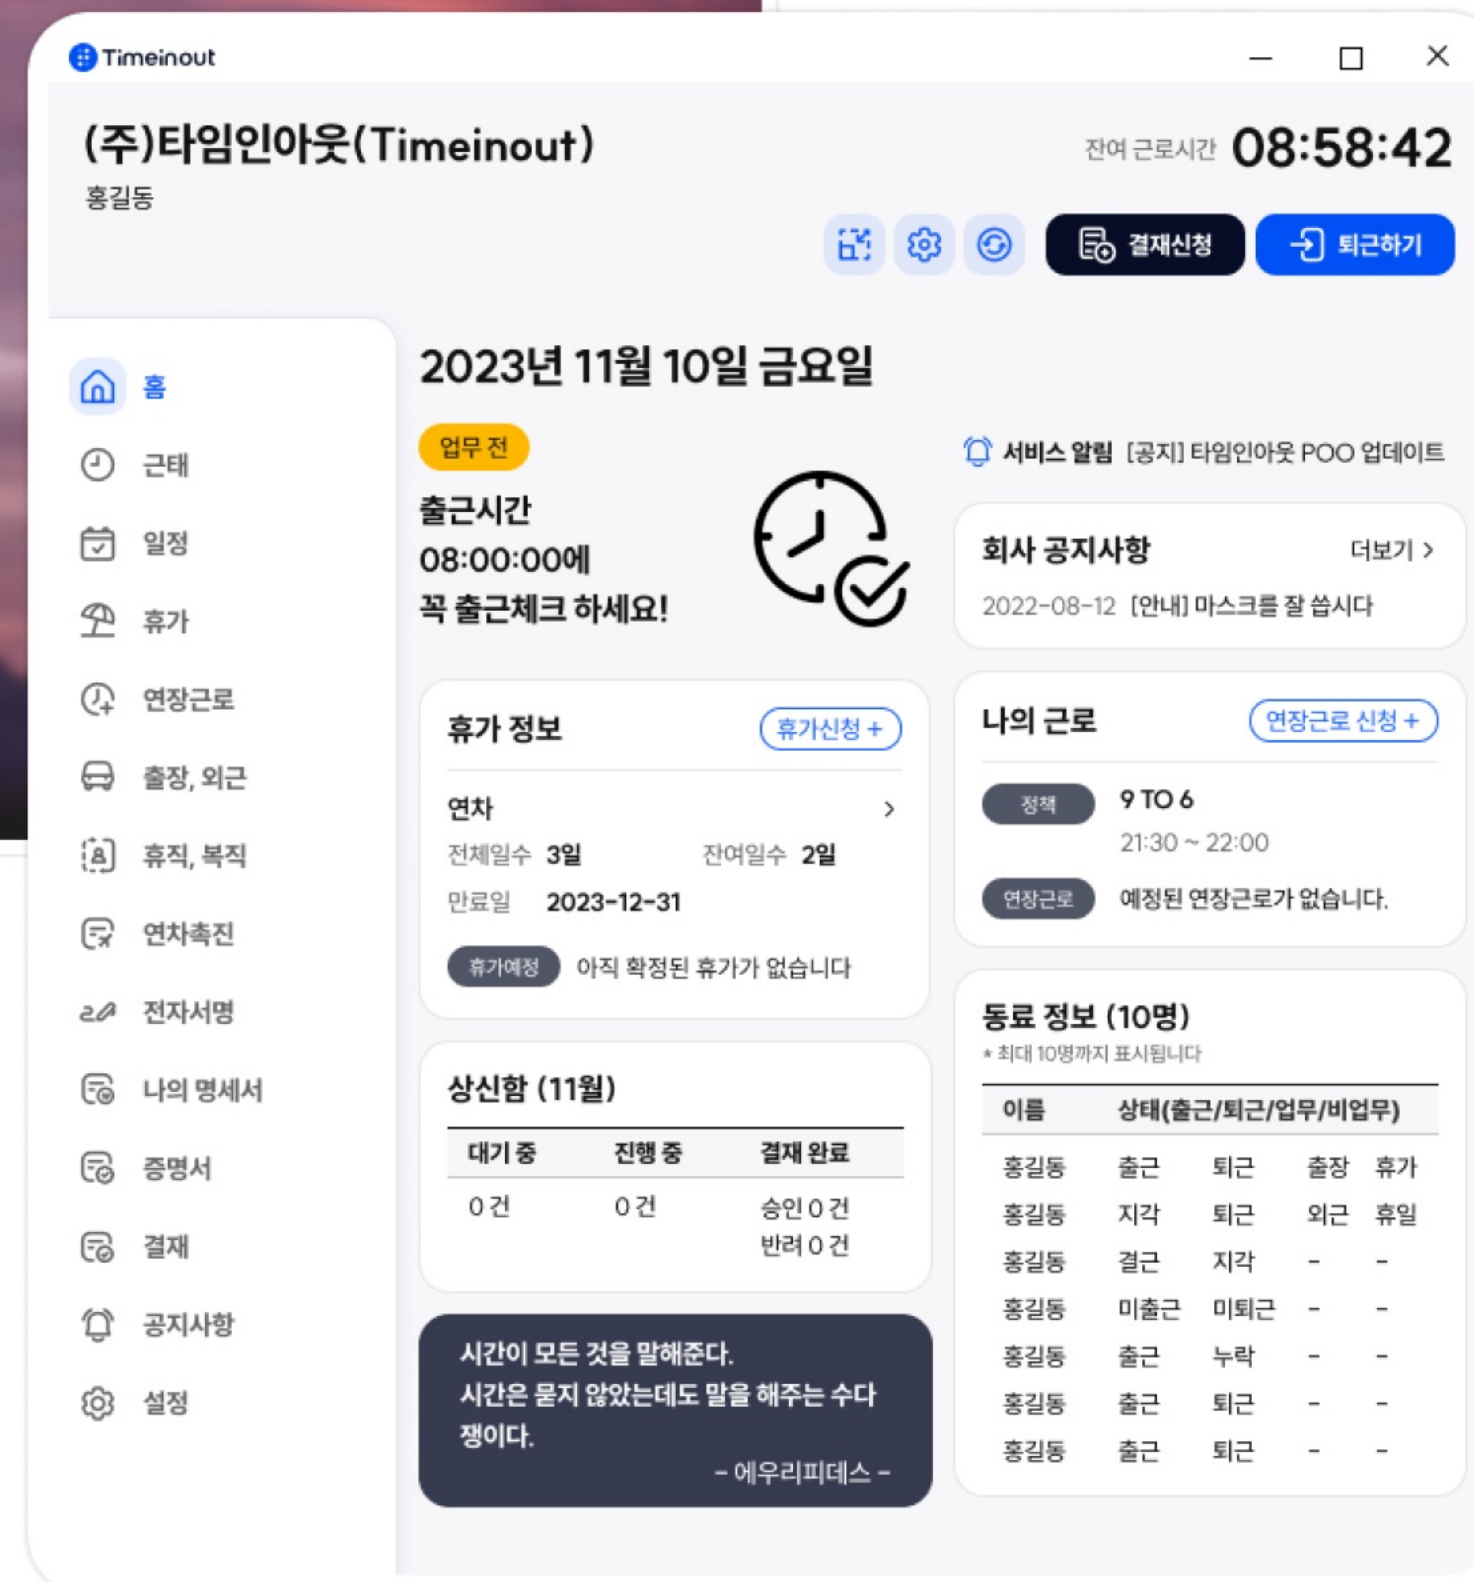 Timeinout
(주)타임인아웃(Timeinout)
홍길동
잔여 근로시간 08:58:42
결재신청
퇴근하기
홈
근태
일정
휴가
연장근로
출장, 외근
휴직, 복직
연차촉진
전자서명
나의 명세서
증명서
결재
공지사항
설정
2023년 11월 10일 금요일
업무 전
출근시간
08:00:00에
꼭 출근체크 하세요!
서비스 알림 [공지] 타임인아웃 POO 업데이트
회사 공지사항 더보기 >
2022-08-12 [안내] 마스크를 잘 씁시다
휴가 정보 휴가신청 +
연차 >
전체일수 3일 잔여일수 2일
만료일 2023-12-31
휴가예정 아직 확정된 휴가가 없습니다
나의 근로 연장근로 신청 +
정책 9 TO 6
21:30 ~ 22:00
연장근로 예정된 연장근로가 없습니다.
상신함 (11월)
대기 중 진행 중 결재 완료
0 건 0 건 승인 0 건
반려 0 건
시간이 모든 것을 말해준다.
시간은 묻지 않았는데도 말을 해주는 수다
쟁이다.
- 에우리피데스 -
동료 정보 (10명)
* 최대 10명까지 표시됩니다
이름 상태(출근/퇴근/업무/비업무)
홍길동 출근 퇴근 출장 휴가
홍길동 지각 퇴근 외근 휴일
홍길동 결근 지각 - -
홍길동 미출근 미퇴근 - -
홍길동 출근 누락 - -
홍길동 출근 퇴근 - -
홍길동 출근 퇴근 - -